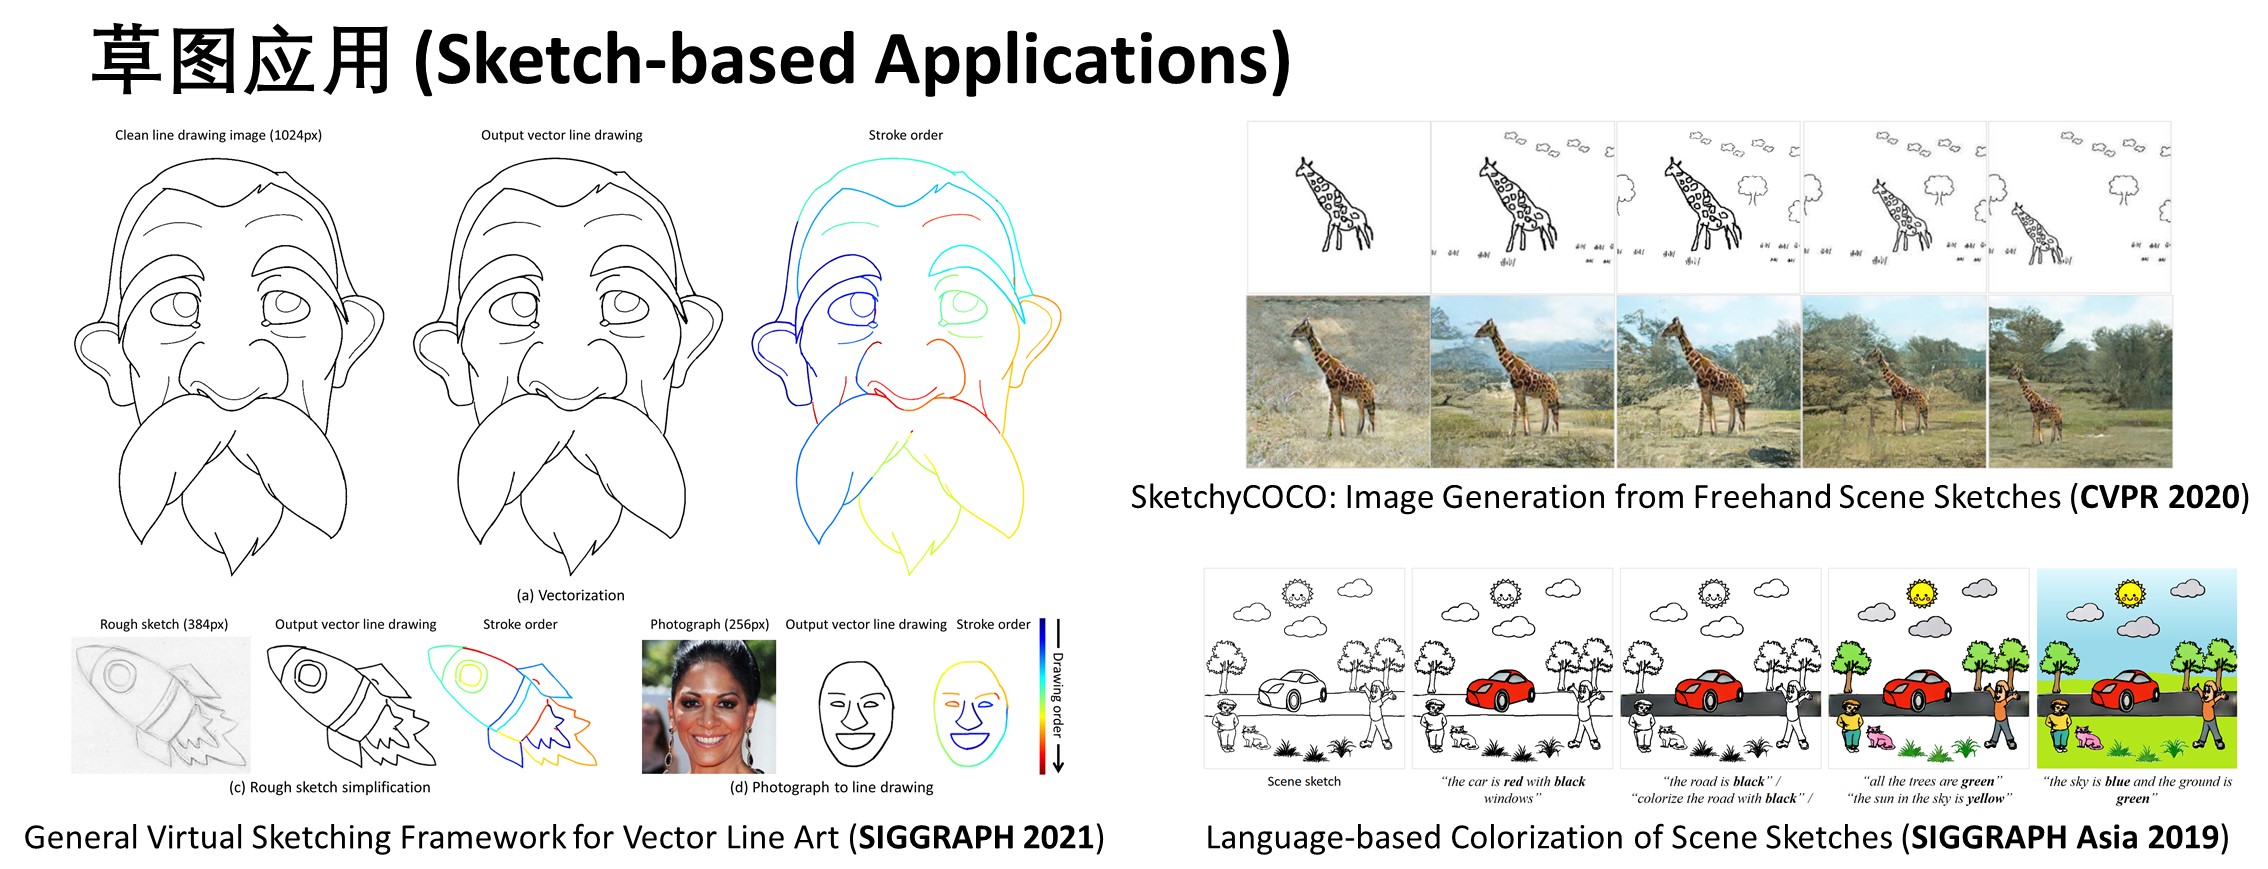 草图应用 (Sketch-based Applications)
Clean line drawing image (1024px)
Output vector line drawing
Stroke order
(a) Vectorization
Rough sketch (384px)
Output vector line drawing
Stroke order
Photograph (256px)
Output vector line drawing
Stroke order
Drawing order
(c) Rough sketch simplification
(d) Photograph to line drawing
General Virtual Sketching Framework for Vector Line Art (SIGGRAPH 2021)
SketchyCOCO: Image Generation from Freehand Scene Sketches (CVPR 2020)
Scene sketch
“the car is red with black
windows”
“the road is black” /
“colorize the road with black” /
“all the trees are green”
“the sun in the sky is yellow”
“the sky is blue and the ground is
green”
Language-based Colorization of Scene Sketches (SIGGRAPH Asia 2019)